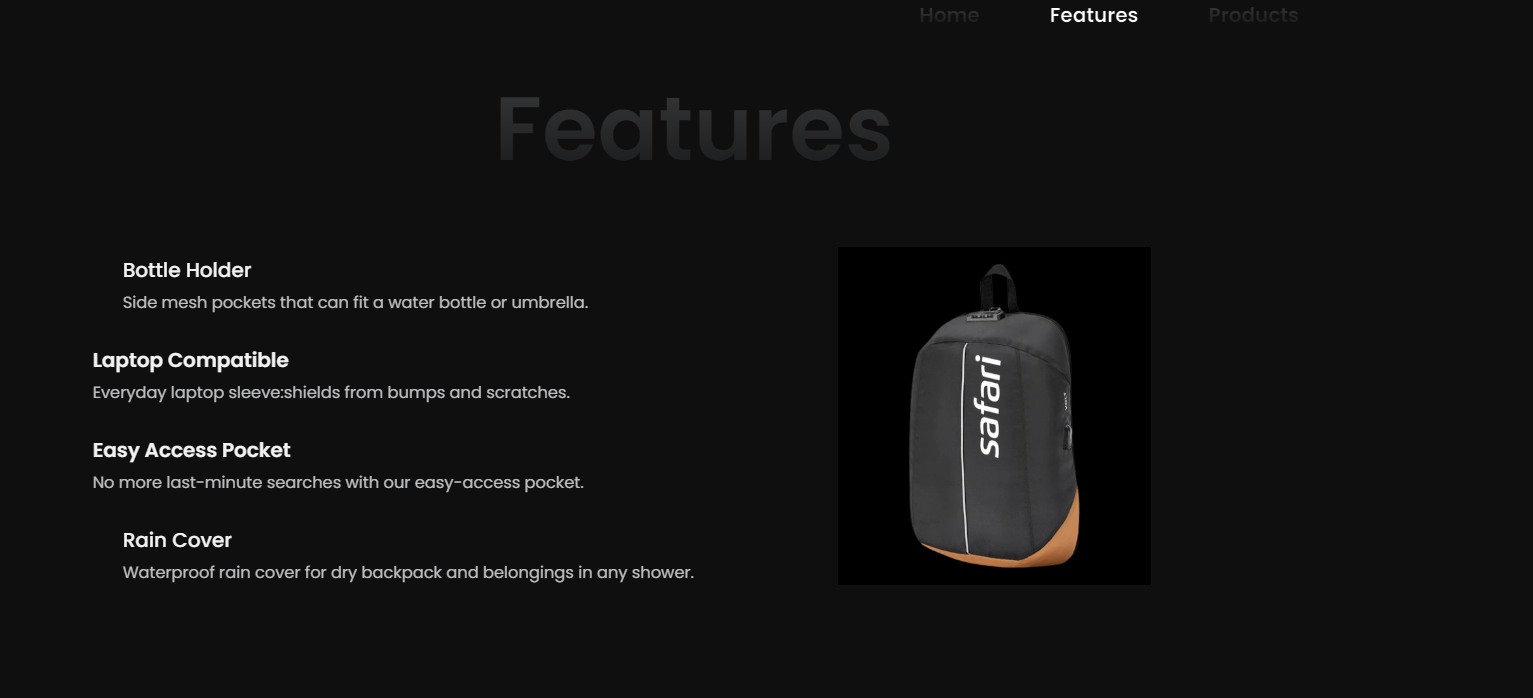 Home Features Products
Features
Bottle Holder
Side mesh pockets that can fit a water bottle or umbrella.
Laptop Compatible
Everyday laptop sleeve:shields from bumps and scratches.
Easy Access Pocket
No more last-minute searches with our easy-access pocket.
Rain Cover
Waterproof rain cover for dry backpack and belongings in any shower.
safari